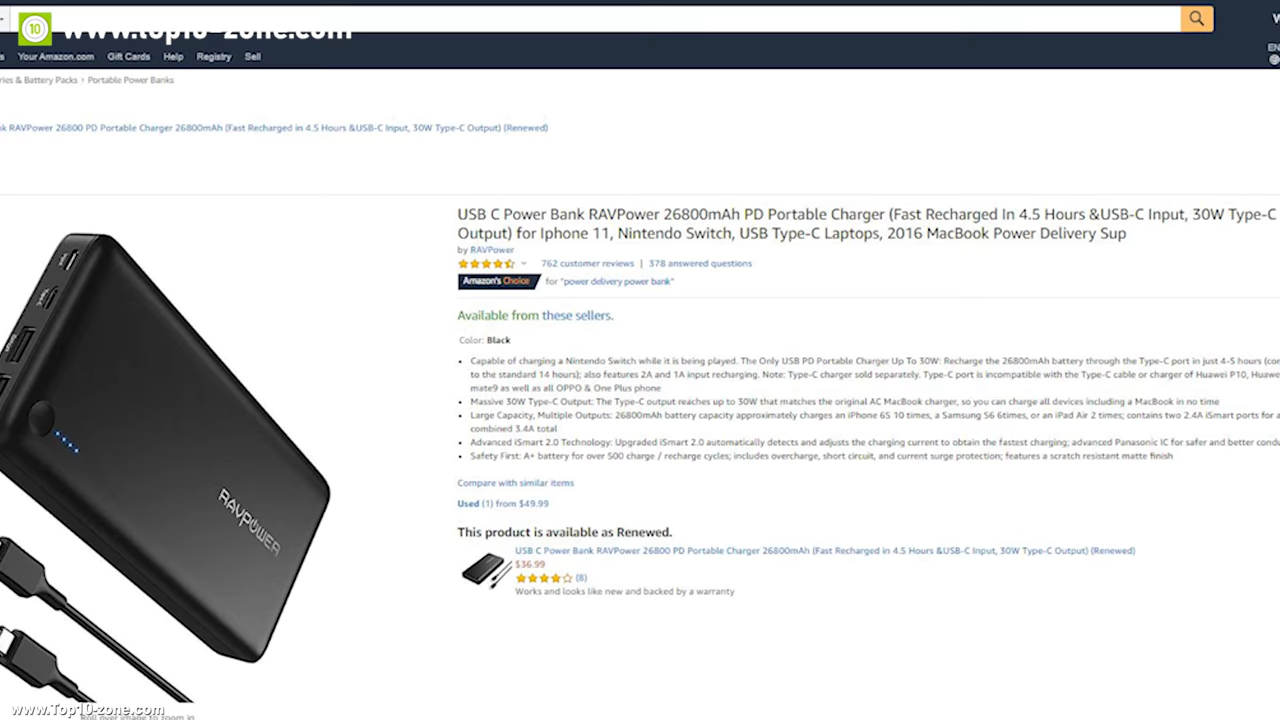 10
www.top10-zone.com
Your Amazon.com Gift Cards Help Registry Sell
ries & Battery Packs › Portable Power Banks
nk RAVPower 26800 PD Portable Charger 26800mAh (Fast Recharged in 4.5 Hours &USB-C Input, 30W Type-C Output) (Renewed)
USB C Power Bank RAVPower 26800mAh PD Portable Charger (Fast Recharged In 4.5 Hours &USB-C Input, 30W Type-C
Output) for Iphone 11, Nintendo Switch, USB Type-C Laptops, 2016 MacBook Power Delivery Sup
by RAVPower
762 customer reviews | 378 answered questions
Amazon's Choice for "power delivery power bank"
Available from these sellers.
Color: Black
• Capable of charging a Nintendo Switch while it is being played. The Only USB PD Portable Charger Up To 30W: Recharge the 26800mAh battery through the Type-C port in just 4-5 hours (con
to the standard 14 hours); also features 2A and 1A input recharging. Note: Type-C charger sold separately. Type-C port is incompatible with the Type-C cable or charger of Huawei P10, Huawe
mate9 as well as all OPPO & One Plus phone
• Massive 30W Type-C Output: The Type-C output reaches up to 30W that matches the original AC MacBook charger, so you can charge all devices including a MacBook in no time
• Large Capacity, Multiple Outputs: 26800mAh battery capacity approximately charges an iPhone 6S 10 times, a Samsung S6 6times, or an iPad Air 2 times; contains two 2.4A iSmart ports for a
combined 3.4A total
• Advanced iSmart 2.0 Technology: Upgraded iSmart 2.0 automatically detects and adjusts the charging current to obtain the fastest charging; advanced Panasonic IC for safer and better condu
• Safety First: A+ battery for over 500 charge / recharge cycles; includes overcharge, short circuit, and current surge protection; features a scratch resistant matte finish
Compare with similar items
Used (1) from $49.99
This product is available as Renewed.
USB C Power Bank RAVPower 26800 PD Portable Charger 26800mAh (Fast Recharged in 4.5 Hours &USB-C Input, 30W Type-C Output) (Renewed)
$36.99
(8)
Works and looks like new and backed by a warranty
RAVPOWER
www.Top10-zone.com
Roll over image to zoom in
EN